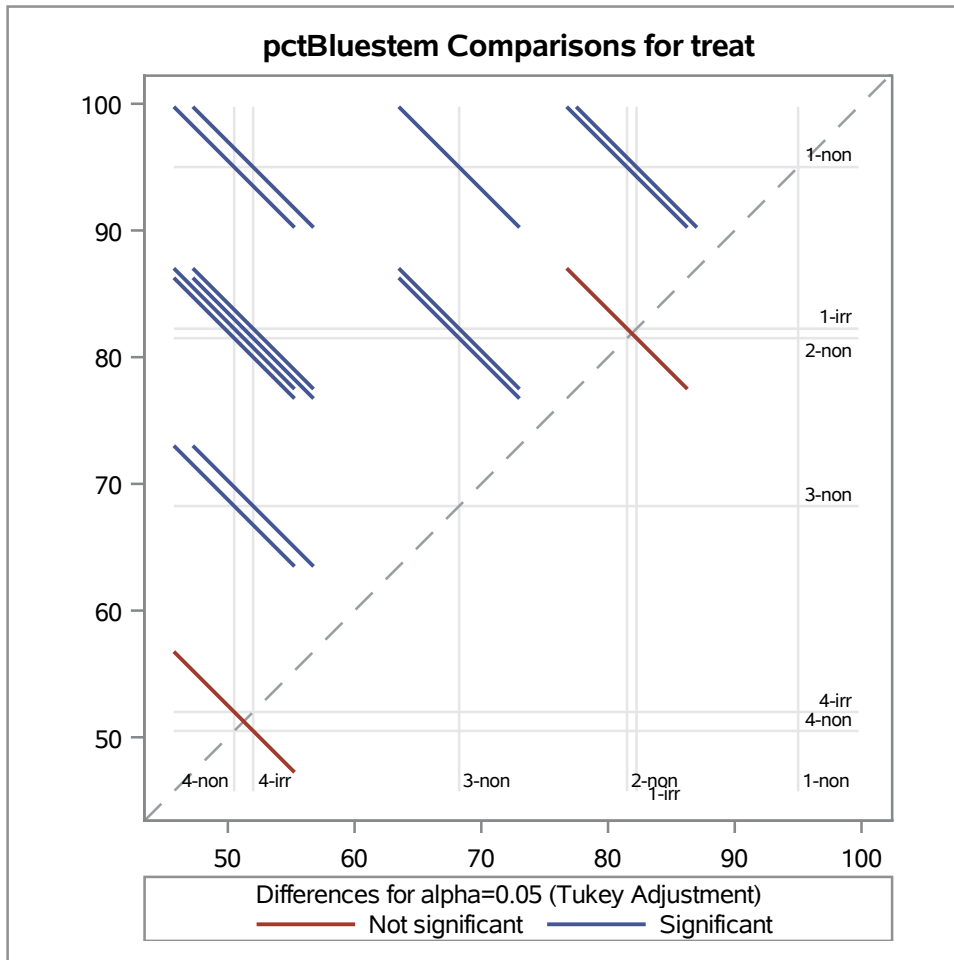 pctBluestem Comparisons for treat
100
1-non
90
1-irr
80
2-non
70
3-non
60
4-irr
4-non
50
4-non 4-irr 3-non 2-non 1-non
1-irr
50 60 70 80 90 100
Differences for alpha=0.05 (Tukey Adjustment)
Not significant Significant